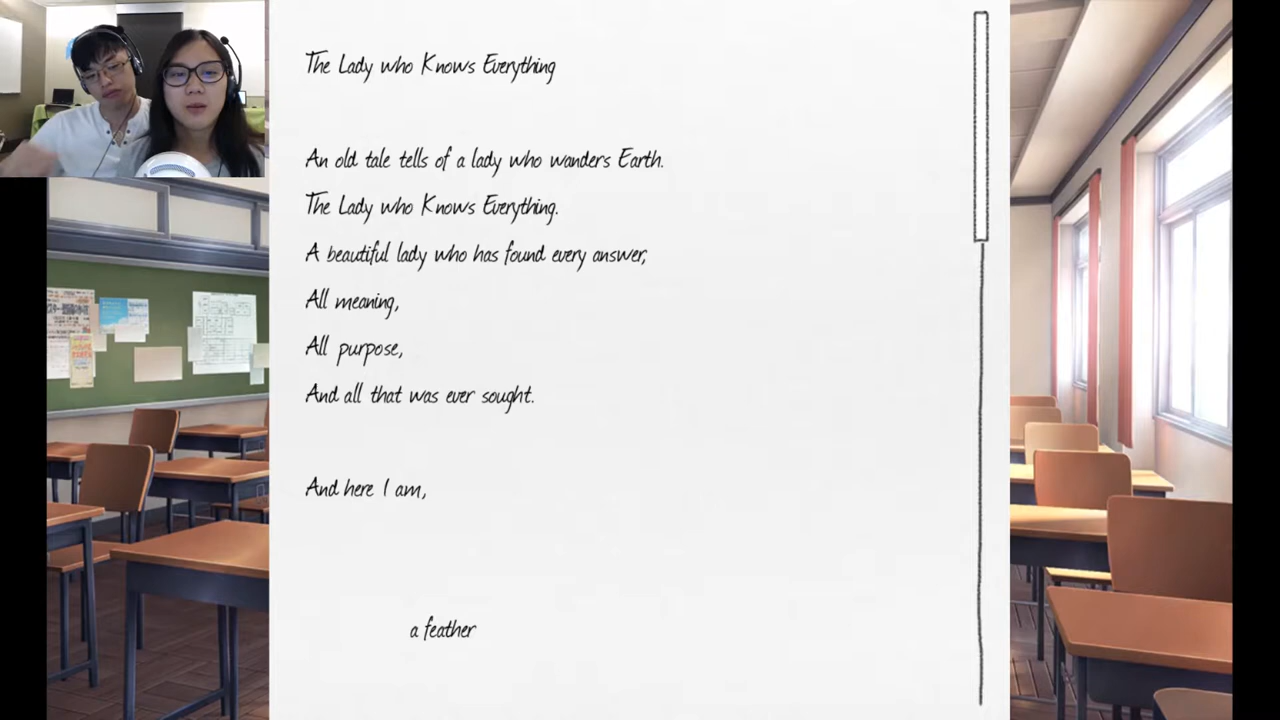 The Lady who Knows Everything
An old tale tells of a lady who wanders Earth.
The Lady who Knows Everything.
A beautiful lady who has found every answer,
All meaning,
All purpose,
And all that was ever sought.
And here I am,
a feather